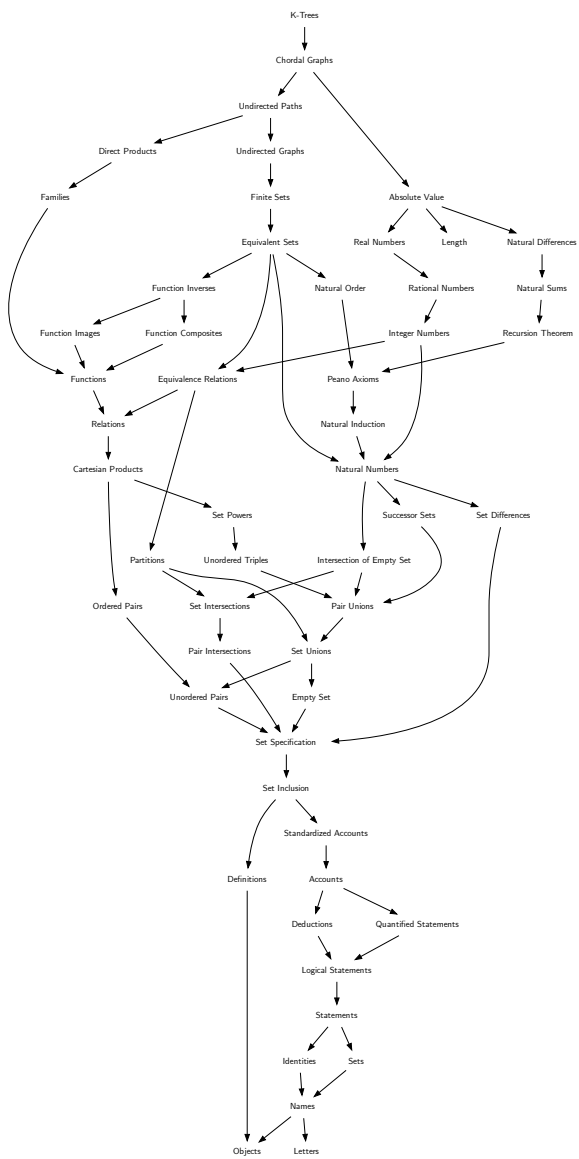 K-Trees
Chordal Graphs
Undirected Paths
Direct Products
Undirected Graphs
Families
Finite Sets
Absolute Value
Equivalent Sets
Real Numbers
Length
Natural Differences
Function Inverses
Natural Order
Rational Numbers
Natural Sums
Function Images
Function Composites
Integer Numbers
Recursion Theorem
Functions
Equivalence Relations
Peano Axioms
Relations
Natural Induction
Cartesian Products
Natural Numbers
Set Powers
Successor Sets
Set Differences
Partitions
Unordered Triples
Intersection of Empty Set
Ordered Pairs
Set Intersections
Pair Unions
Pair Intersections
Set Unions
Unordered Pairs
Empty Set
Set Specification
Set Inclusion
Standardized Accounts
Definitions
Accounts
Deductions
Quantified Statements
Logical Statements
Statements
Identities
Sets
Names
Objects
Letters